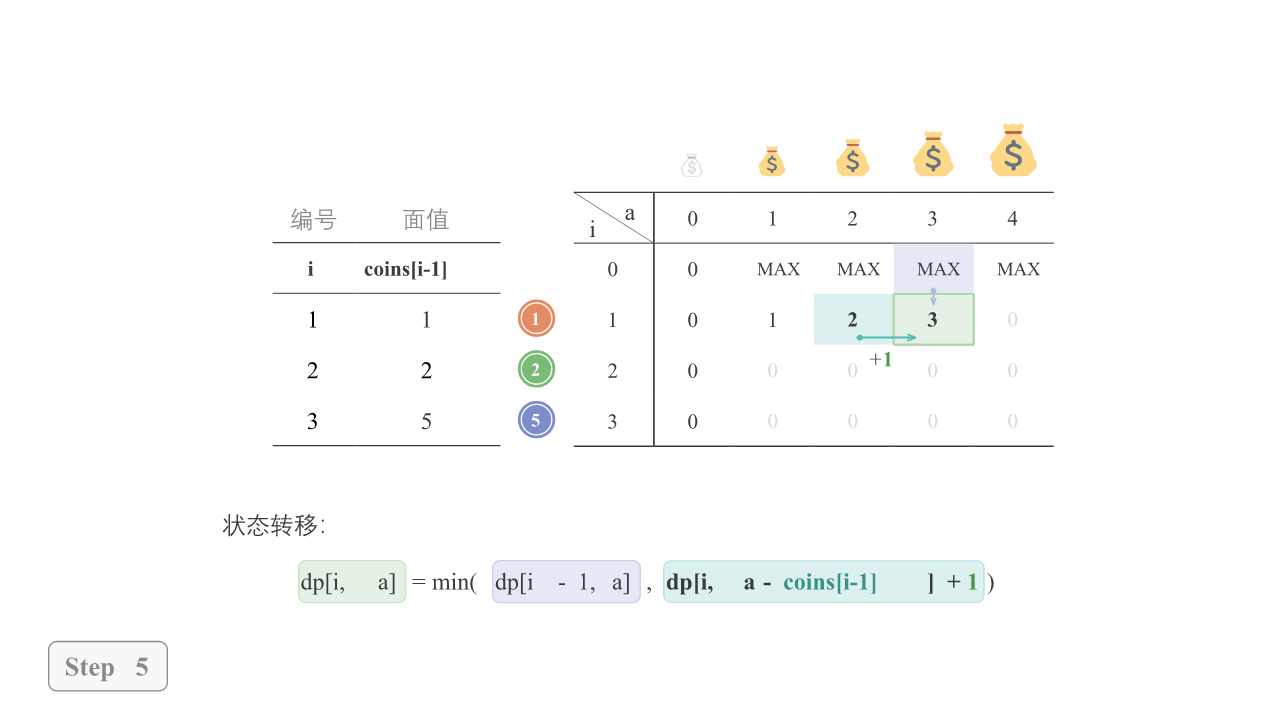 $ $ $ $ $
编号 面值
i a 0 1 2 3 4
i coins[i-1]
0 0 MAX MAX MAX MAX
1 1 1 1 0 1 2 3 0
+1
2 2 2 2 0 0 0 0 0
3 5 5 3 0 0 0 0 0
状态转移：
dp[i, a] = min( dp[i - 1, a] , dp[i, a - coins[i-1] ] + 1 )
Step 5